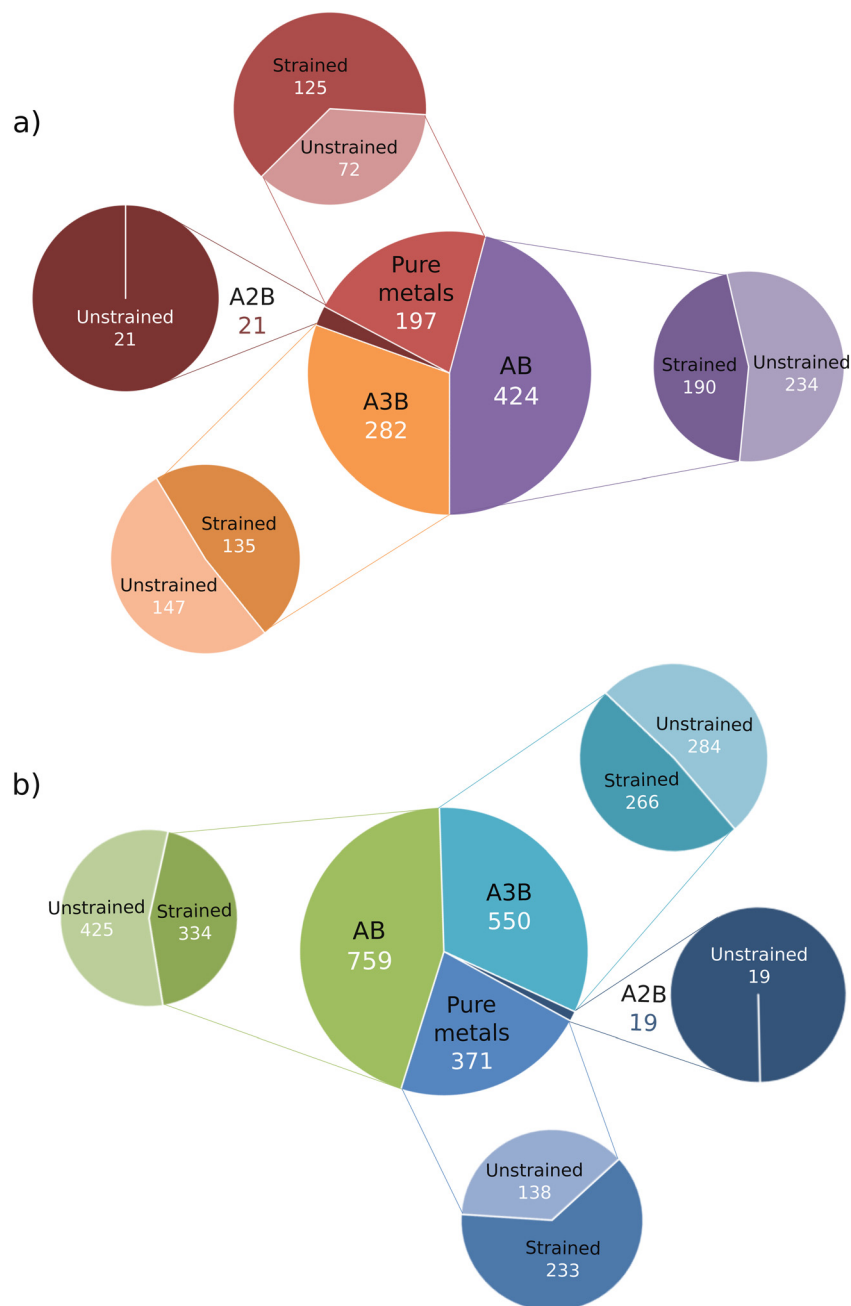 a)
Strained
125
Unstrained
72
Unstrained
21
A2B
21
Pure
metals
197
AB
424
A3B
282
Strained
190
Unstrained
234
Strained
135
Unstrained
147
b)
Unstrained
284
Strained
266
Unstrained
425
Strained
334
AB
759
A3B
550
Pure
metals
371
A2B
19
Unstrained
19
Unstrained
138
Strained
233